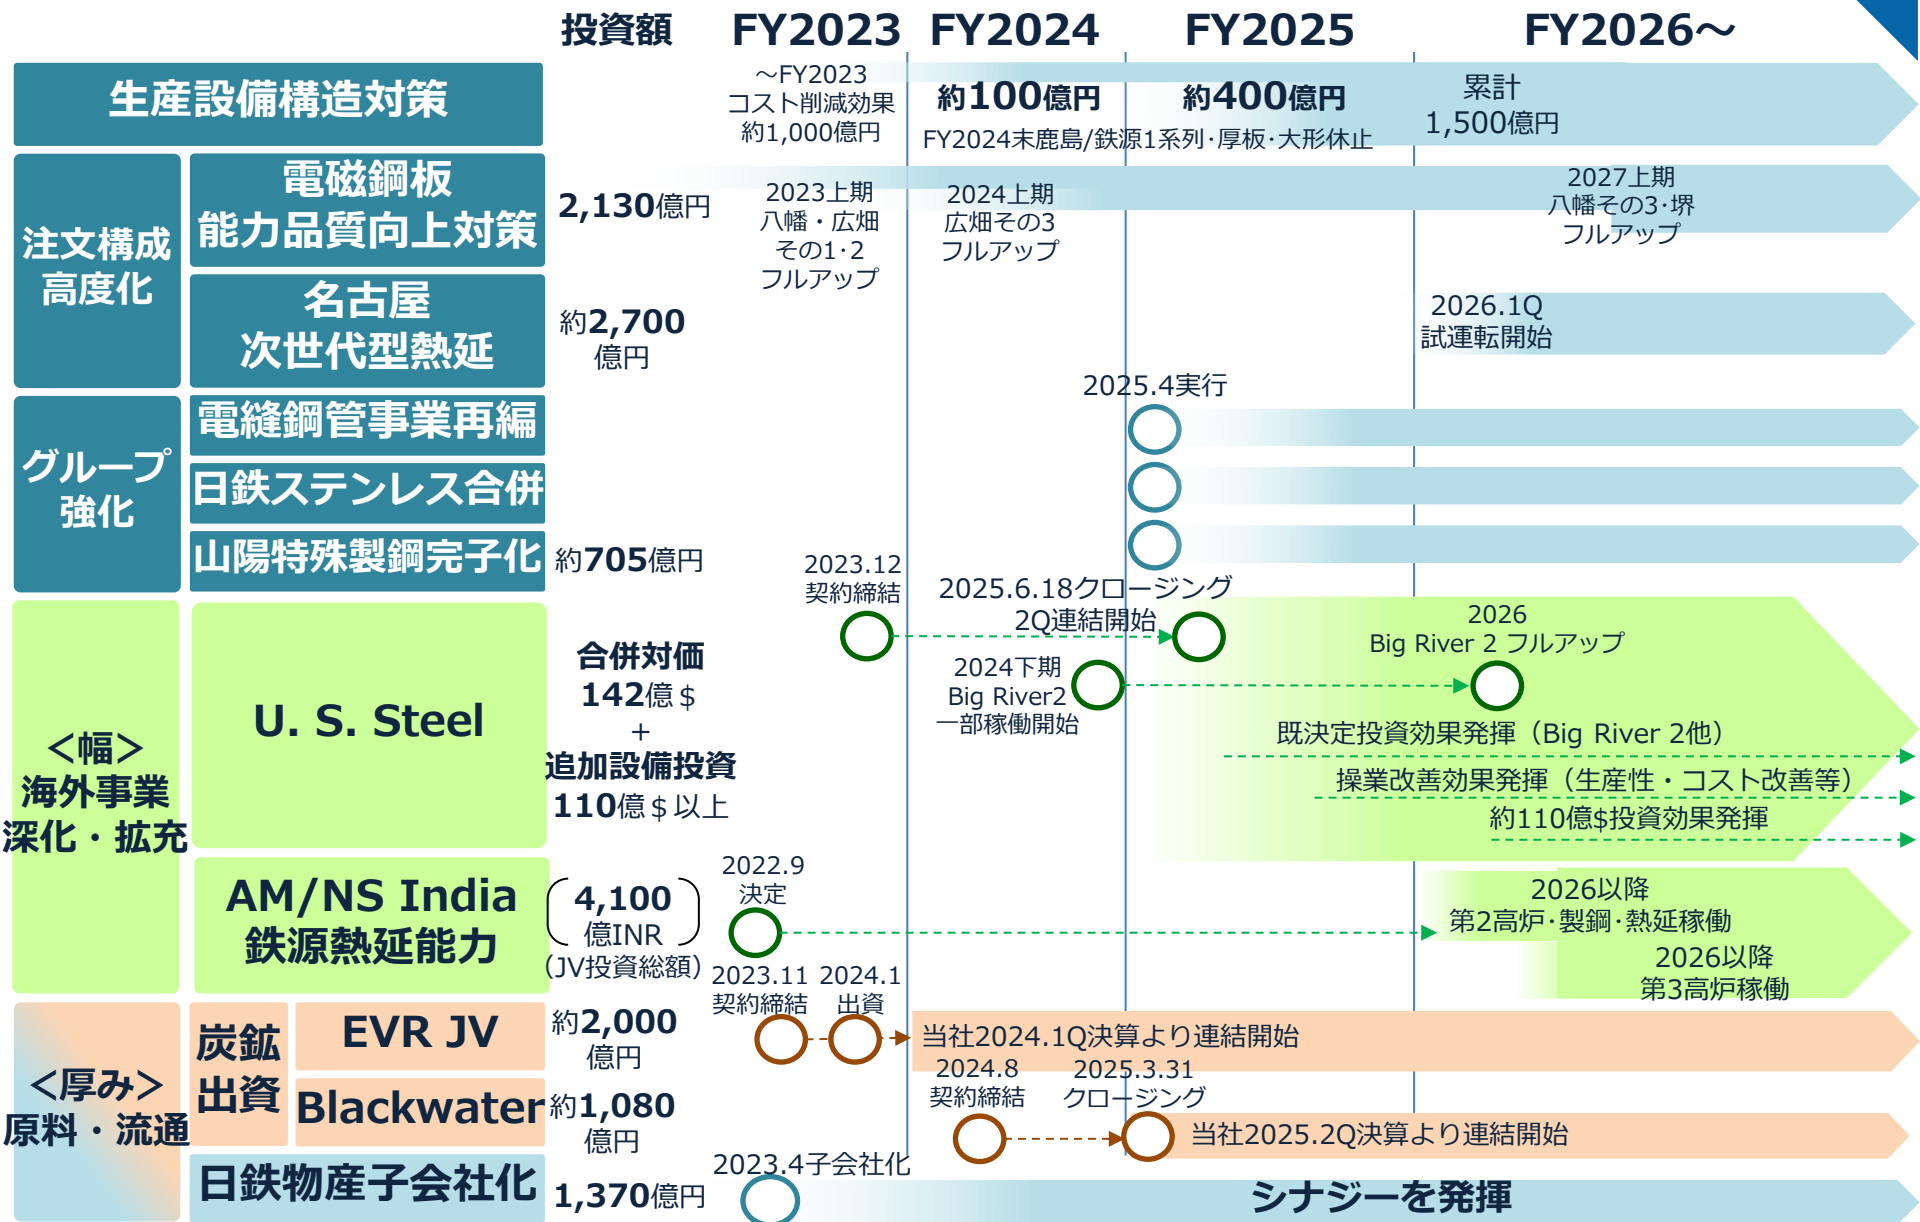 投資額 FY2023 FY2024 FY2025 FY2026～
生産設備構造対策
～FY2023
コスト削減効果
約1,000億円
約100億円
約400億円
FY2024末鹿島/鉄源1系列･厚板･大形休止
累計
1,500億円
注文構成
高度化
電磁鋼板
能力品質向上対策
2,130億円
2023上期
八幡・広畑
その1･2
フルアップ
2024上期
広畑その3
フルアップ
2027上期
八幡その3･堺
フルアップ
名古屋
次世代型熱延
約2,700
億円
2026.1Q
試運転開始
グループ
強化
電縫鋼管事業再編
2025.4実行
日鉄ステンレス合併
山陽特殊製鋼完子化
約705億円
＜幅＞
海外事業
深化・拡充
U. S. Steel
合併対価
142億＄
+
追加設備投資
110億＄以上
2023.12
契約締結
2025.6.18クロージング
2Q連結開始
2024下期
Big River2
一部稼働開始
2026
Big River 2 フルアップ
既決定投資効果発揮（Big River 2他）
操業改善効果発揮（生産性・コスト改善等）
約110億$投資効果発揮
AM/NS India
鉄源熱延能力
4,100
億INR
（JV投資総額）
2022.9
決定
2026以降
第2高炉･製鋼･熱延稼働
2026以降
第3高炉稼働
＜厚み＞
原料・流通
炭鉱
出資
EVR JV
約2,000
億円
2023.11
契約締結
2024.1
出資
当社2024.1Q決算より連結開始
Blackwater
約1,080
億円
2024.8
契約締結
2025.3.31
クロージング
当社2025.2Q決算より連結開始
日鉄物産子会社化
1,370億円
2023.4子会社化
シナジーを発揮